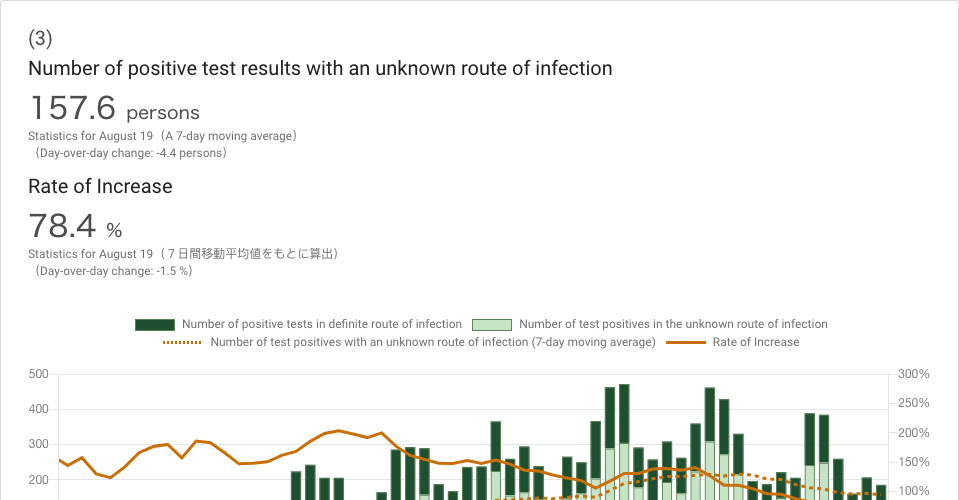 (3)
Number of positive test results with an unknown route of infection
157.6 persons
Statistics for August 19（A 7-day moving average）
（Day-over-day change: -4.4 persons）
Rate of Increase
78.4 %
Statistics for August 19（７日間移動平均値をもとに算出）
（Day-over-day change: -1.5 %）
Number of positive tests in definite route of infection Number of test positives in the unknown route of infection
Number of test positives with an unknown route of infection (7-day moving average) Rate of Increase
500 300%
400 250%
300 200%
200 150%
100%